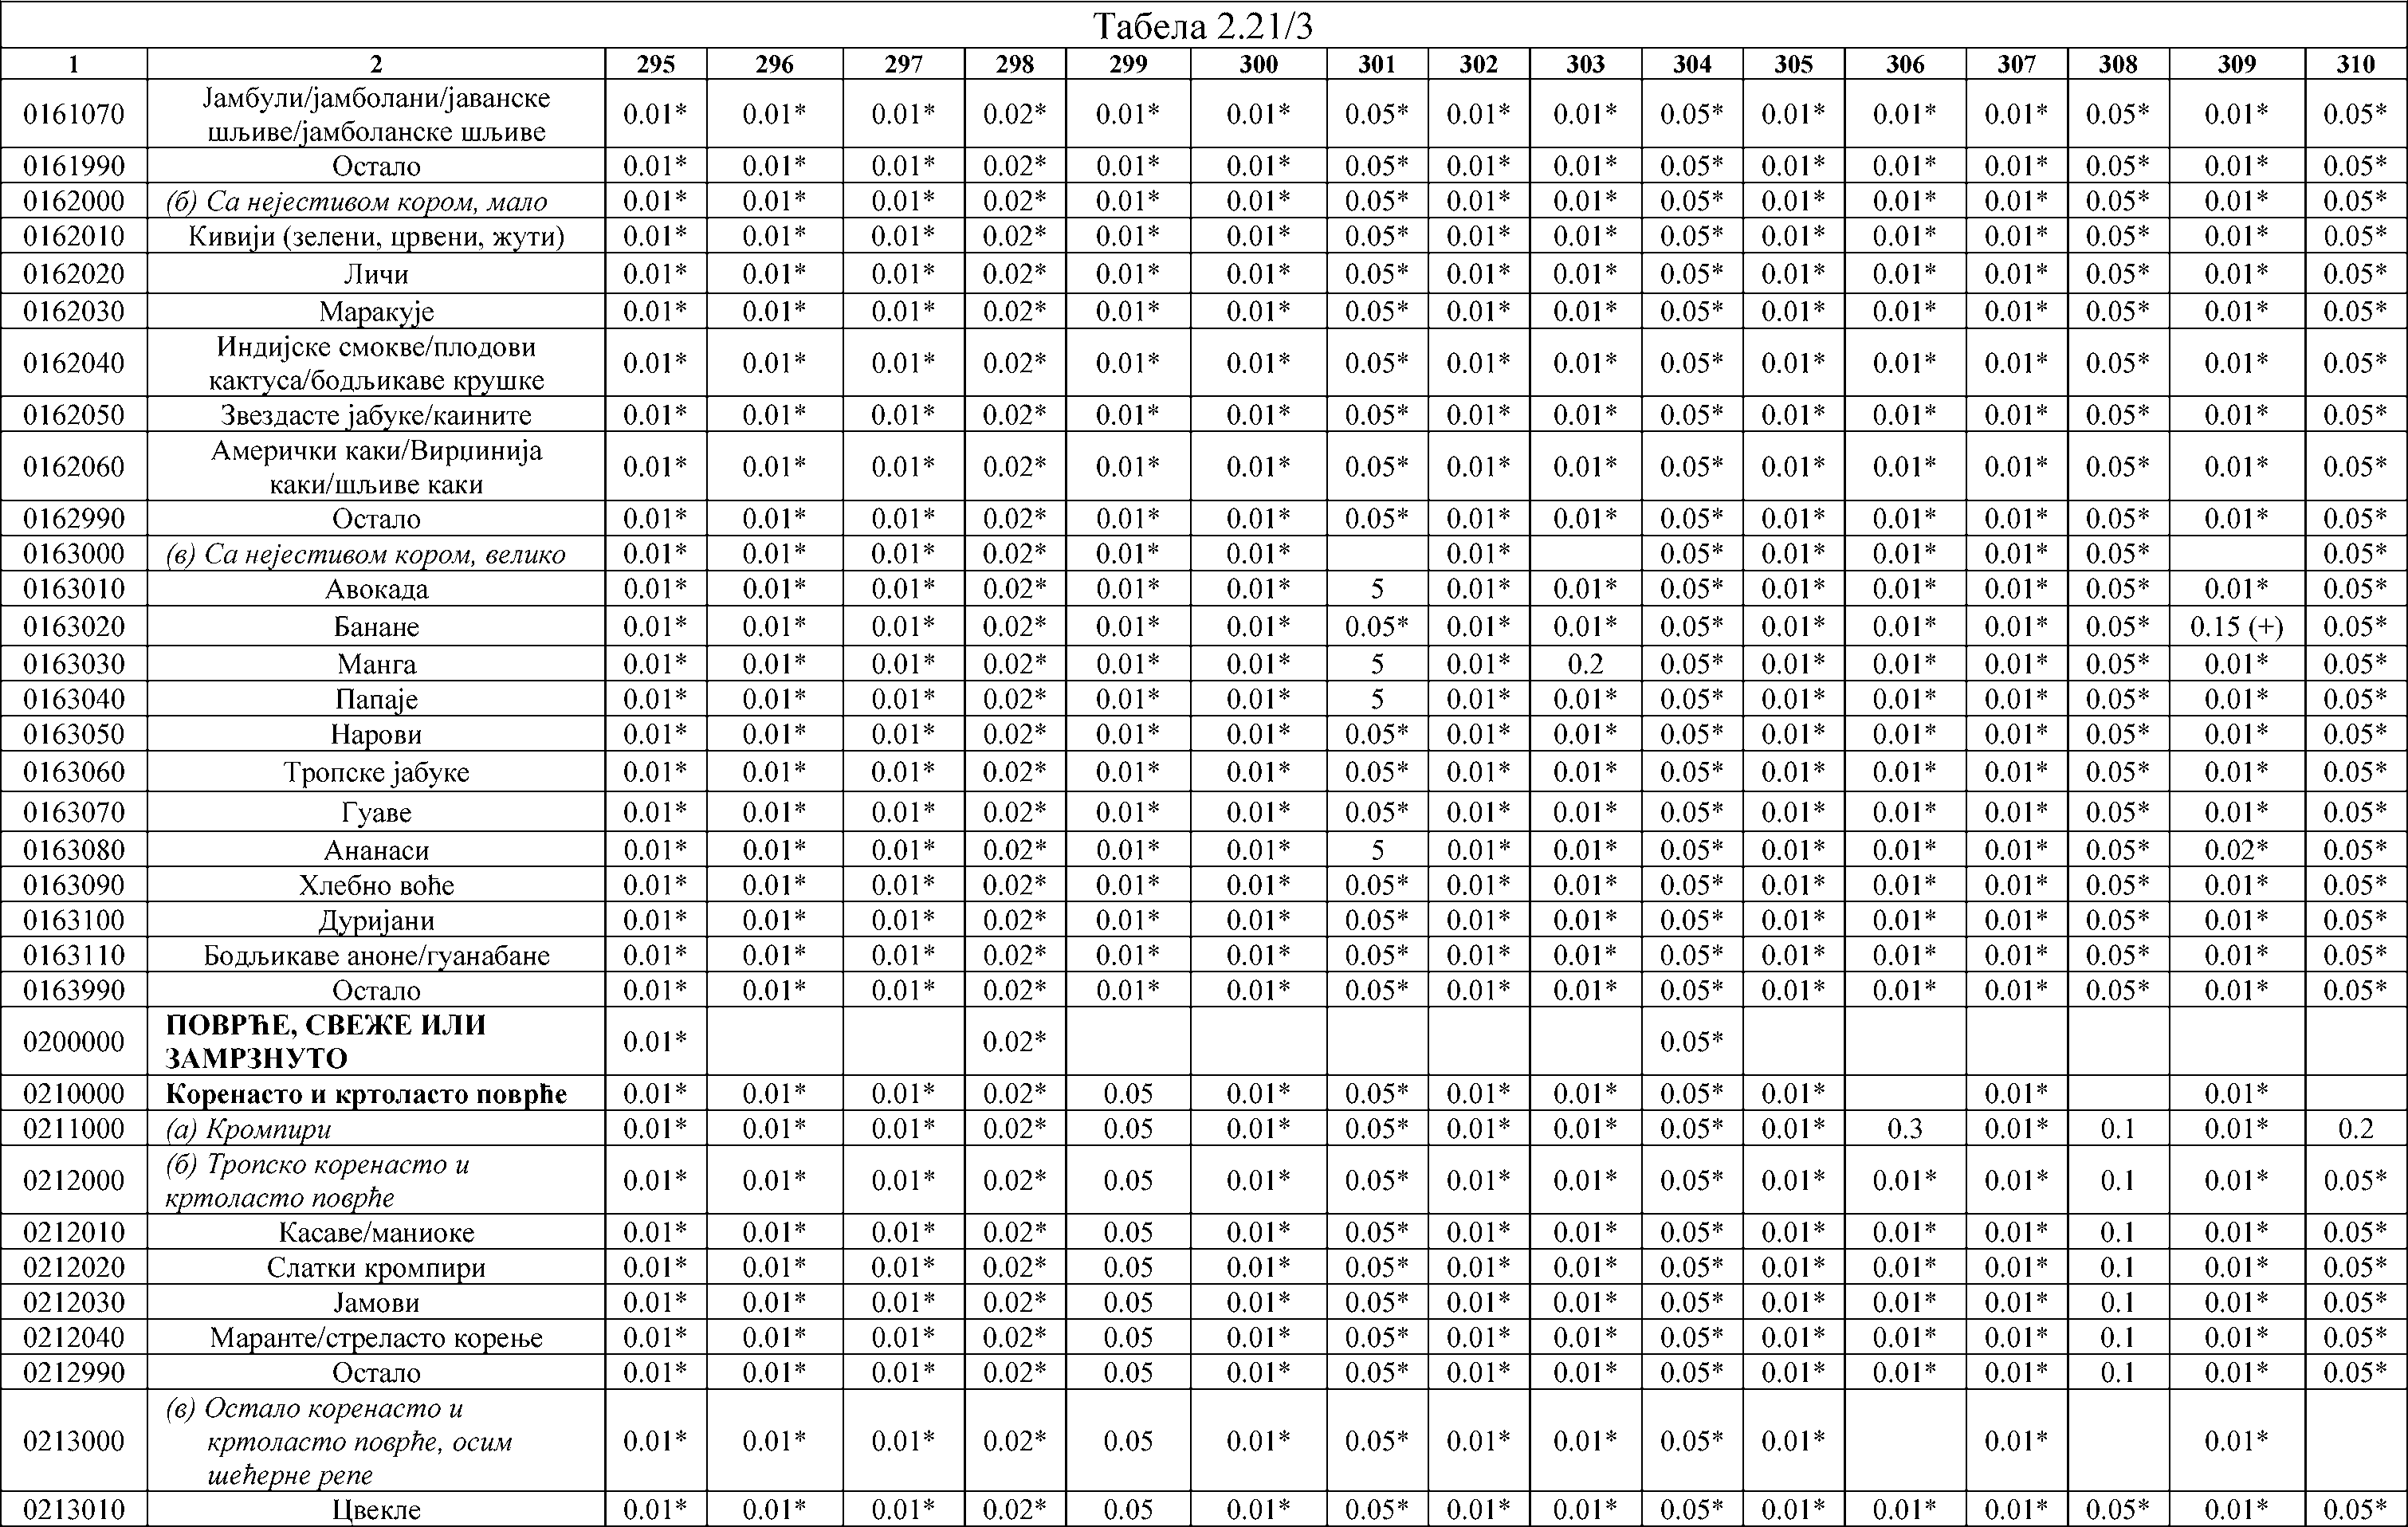 Табела 2.21/3
1 2 295 296 297 298 299 300 301 302 303 304 305 306 307 308 309 310
0161070 Јамбули/јамболани/јаванске шљиве/јамболанске шљиве 0.01* 0.01* 0.01* 0.02* 0.01* 0.01* 0.05* 0.01* 0.01* 0.05* 0.01* 0.01* 0.01* 0.05* 0.01* 0.05*
0161990 Остало 0.01* 0.01* 0.01* 0.02* 0.01* 0.01* 0.05* 0.01* 0.01* 0.05* 0.01* 0.01* 0.01* 0.05* 0.01* 0.05*
0162000 (б) Са нејестивом кором, мало 0.01* 0.01* 0.01* 0.02* 0.01* 0.01* 0.05* 0.01* 0.01* 0.05* 0.01* 0.01* 0.01* 0.05* 0.01* 0.05*
0162010 Кивији (зелени, црвени, жути) 0.01* 0.01* 0.01* 0.02* 0.01* 0.01* 0.05* 0.01* 0.01* 0.05* 0.01* 0.01* 0.01* 0.05* 0.01* 0.05*
0162020 Личи 0.01* 0.01* 0.01* 0.02* 0.01* 0.01* 0.05* 0.01* 0.01* 0.05* 0.01* 0.01* 0.01* 0.05* 0.01* 0.05*
0162030 Маракује 0.01* 0.01* 0.01* 0.02* 0.01* 0.01* 0.05* 0.01* 0.01* 0.05* 0.01* 0.01* 0.01* 0.05* 0.01* 0.05*
0162040 Индијске смокве/плодови кактуса/бодљикаве крушке 0.01* 0.01* 0.01* 0.02* 0.01* 0.01* 0.05* 0.01* 0.01* 0.05* 0.01* 0.01* 0.01* 0.05* 0.01* 0.05*
0162050 Звездасте јабуке/каините 0.01* 0.01* 0.01* 0.02* 0.01* 0.01* 0.05* 0.01* 0.01* 0.05* 0.01* 0.01* 0.01* 0.05* 0.01* 0.05*
0162060 Амерички каки/Вирџинија каки/шљиве каки 0.01* 0.01* 0.01* 0.02* 0.01* 0.01* 0.05* 0.01* 0.01* 0.05* 0.01* 0.01* 0.01* 0.05* 0.01* 0.05*
0162990 Остало 0.01* 0.01* 0.01* 0.02* 0.01* 0.01* 0.05* 0.01* 0.01* 0.05* 0.01* 0.01* 0.01* 0.05* 0.01* 0.05*
0163000 (в) Са нејестивом кором, велико 0.01* 0.01* 0.01* 0.02* 0.01* 0.01* 0.01* 0.05* 0.01* 0.01* 0.01* 0.05* 0.05*
0163010 Авокада 0.01* 0.01* 0.01* 0.02* 0.01* 0.01* 5 0.01* 0.01* 0.05* 0.01* 0.01* 0.01* 0.05* 0.01* 0.05*
0163020 Банане 0.01* 0.01* 0.01* 0.02* 0.01* 0.01* 0.05* 0.01* 0.01* 0.05* 0.01* 0.01* 0.01* 0.05* 0.15 (+) 0.05*
0163030 Манга 0.01* 0.01* 0.01* 0.02* 0.01* 0.01* 5 0.01* 0.2 0.05* 0.01* 0.01* 0.01* 0.05* 0.01* 0.05*
0163040 Папаје 0.01* 0.01* 0.01* 0.02* 0.01* 0.01* 5 0.01* 0.01* 0.05* 0.01* 0.01* 0.01* 0.05* 0.01* 0.05*
0163050 Нарови 0.01* 0.01* 0.01* 0.02* 0.01* 0.01* 0.05* 0.01* 0.01* 0.05* 0.01* 0.01* 0.01* 0.05* 0.01* 0.05*
0163060 Тропске јабуке 0.01* 0.01* 0.01* 0.02* 0.01* 0.01* 0.05* 0.01* 0.01* 0.05* 0.01* 0.01* 0.01* 0.05* 0.01* 0.05*
0163070 Гуаве 0.01* 0.01* 0.01* 0.02* 0.01* 0.01* 0.05* 0.01* 0.01* 0.05* 0.01* 0.01* 0.01* 0.05* 0.01* 0.05*
0163080 Ананаси 0.01* 0.01* 0.01* 0.02* 0.01* 0.01* 5 0.01* 0.01* 0.05* 0.01* 0.01* 0.01* 0.05* 0.02* 0.05*
0163090 Хлебно воће 0.01* 0.01* 0.01* 0.02* 0.01* 0.01* 0.05* 0.01* 0.01* 0.05* 0.01* 0.01* 0.01* 0.05* 0.01* 0.05*
0163100 Дуријани 0.01* 0.01* 0.01* 0.02* 0.01* 0.01* 0.05* 0.01* 0.01* 0.05* 0.01* 0.01* 0.01* 0.05* 0.01* 0.05*
0163110 Бодљикаве аноне/гуанабане 0.01* 0.01* 0.01* 0.02* 0.01* 0.01* 0.05* 0.01* 0.01* 0.05* 0.01* 0.01* 0.01* 0.05* 0.01* 0.05*
0163990 Остало 0.01* 0.01* 0.01* 0.02* 0.01* 0.01* 0.05* 0.01* 0.01* 0.05* 0.01* 0.01* 0.01* 0.05* 0.01* 0.05*
0200000 ПОВРЋЕ, СВЕЖЕ ИЛИ ЗАМРЗНУТО 0.01* 0.02* 0.05*
0210000 Коренасто и кртоласто поврће 0.01* 0.01* 0.01* 0.02* 0.05 0.01* 0.05* 0.01* 0.01* 0.05* 0.01* 0.01* 0.01*
0211000 (а) Кромпири 0.01* 0.01* 0.01* 0.02* 0.05 0.01* 0.05* 0.01* 0.01* 0.05* 0.01* 0.3 0.01* 0.1 0.01* 0.2
0212000 (б) Тропско коренасто и кртоласто поврће 0.01* 0.01* 0.01* 0.02* 0.05 0.01* 0.05* 0.01* 0.01* 0.05* 0.01* 0.01* 0.01* 0.1 0.01* 0.05*
0212010 Касаве/маниоке 0.01* 0.01* 0.01* 0.02* 0.05 0.01* 0.05* 0.01* 0.01* 0.05* 0.01* 0.01* 0.01* 0.1 0.01* 0.05*
0212020 Слатки кромпири 0.01* 0.01* 0.01* 0.02* 0.05 0.01* 0.05* 0.01* 0.01* 0.05* 0.01* 0.01* 0.01* 0.1 0.01* 0.05*
0212030 Јамови 0.01* 0.01* 0.01* 0.02* 0.05 0.01* 0.05* 0.01* 0.01* 0.05* 0.01* 0.01* 0.01* 0.1 0.01* 0.05*
0212040 Маранте/стреласто корење 0.01* 0.01* 0.01* 0.02* 0.05 0.01* 0.05* 0.01* 0.01* 0.05* 0.01* 0.01* 0.01* 0.1 0.01* 0.05*
0212990 Остало 0.01* 0.01* 0.01* 0.02* 0.05 0.01* 0.05* 0.01* 0.01* 0.05* 0.01* 0.01* 0.01* 0.1 0.01* 0.05*
0213000 (в) Остало коренасто и кртоласто поврће, осим шећерне репе 0.01* 0.01* 0.01* 0.02* 0.05 0.01* 0.05* 0.01* 0.01* 0.05* 0.01* 0.01* 0.01*
0213010 Цвекле 0.01* 0.01* 0.01* 0.02* 0.05 0.01* 0.05* 0.01* 0.01* 0.05* 0.01* 0.01* 0.01* 0.05* 0.01* 0.05*